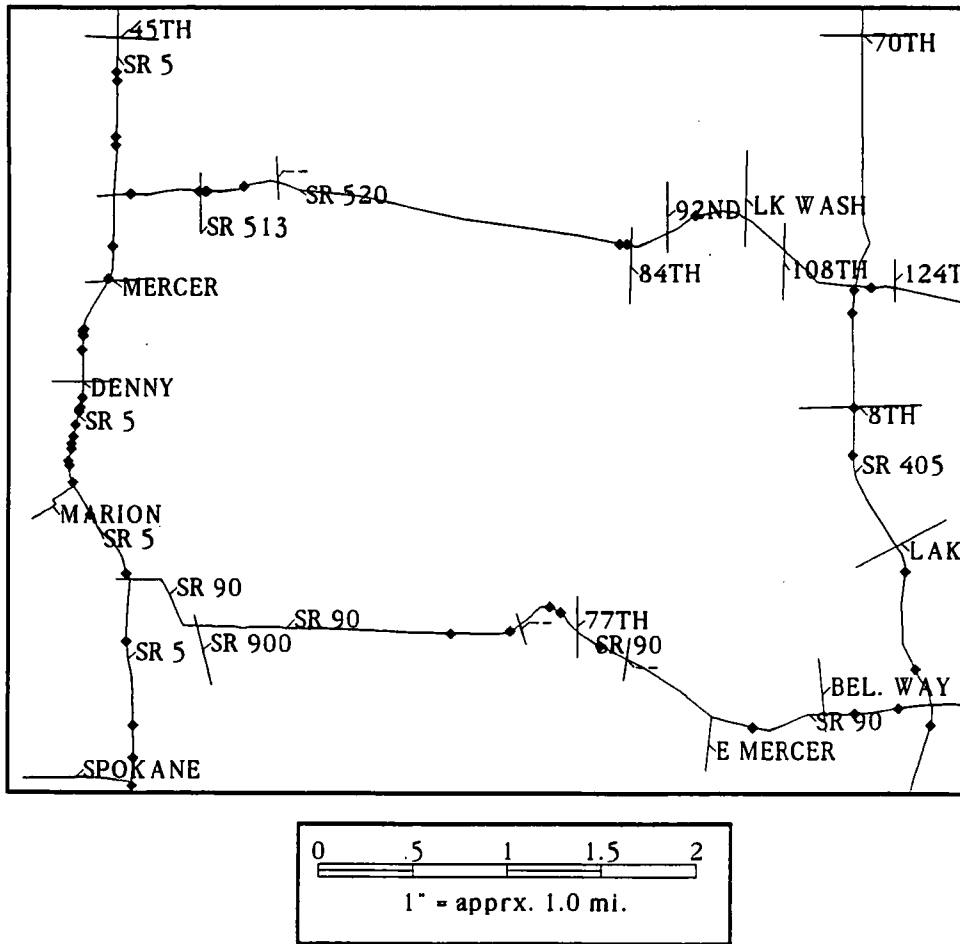 45TH
70TH
SR 5
SR 520
92ND
LK WASH
SR 513
84TH
108TH
124T
MERCER
DENNY
8TH
SR 5
SR 405
MARION
SR 5
LAK
SR 90
SR 90
77TH
SR 5
SR 900
SR 90
BEL. WAY
SR 90
E MERCER
SPOKANE
0 .5 1 1.5 2
1" = apprx. 1.0 mi.